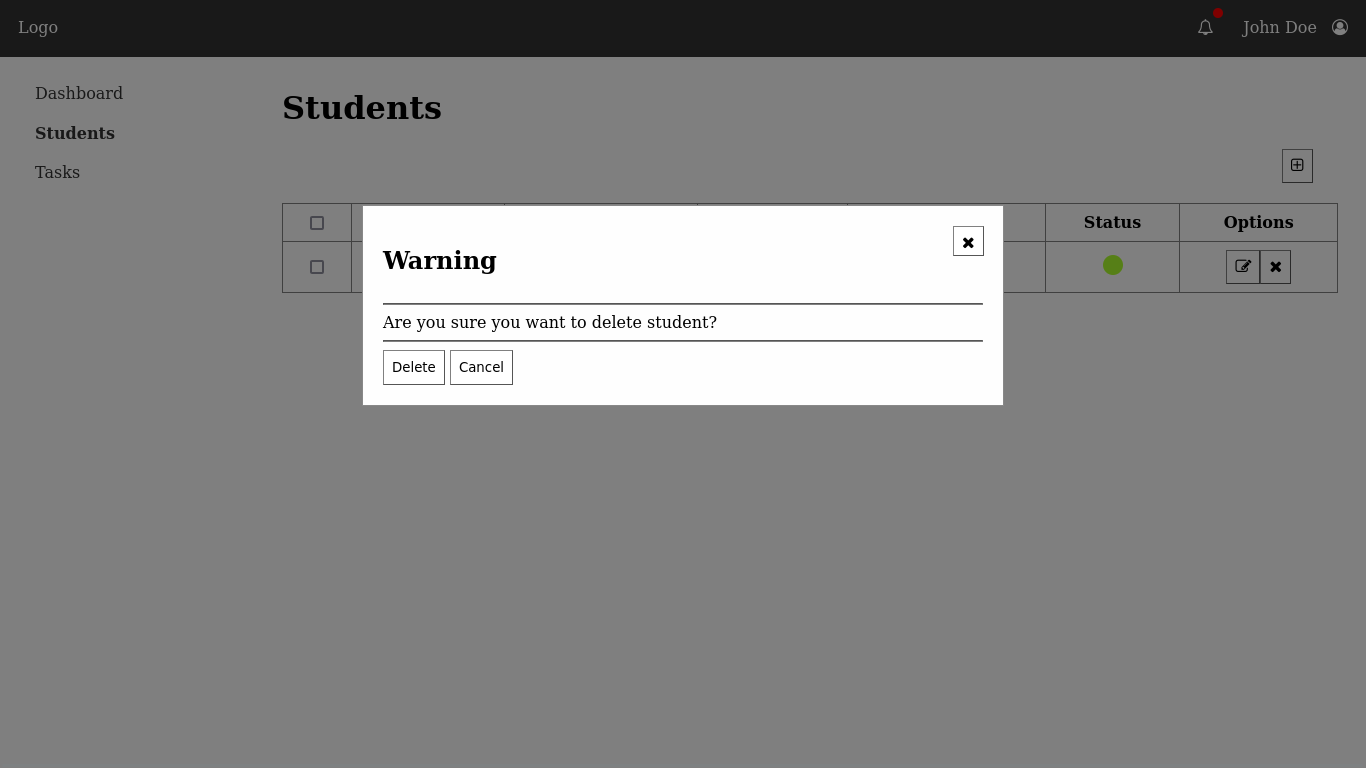 Logo
John Doe
Dashboard
Students
Tasks
Students
Status
Options
Warning
Are you sure you want to delete student?
Delete
Cancel